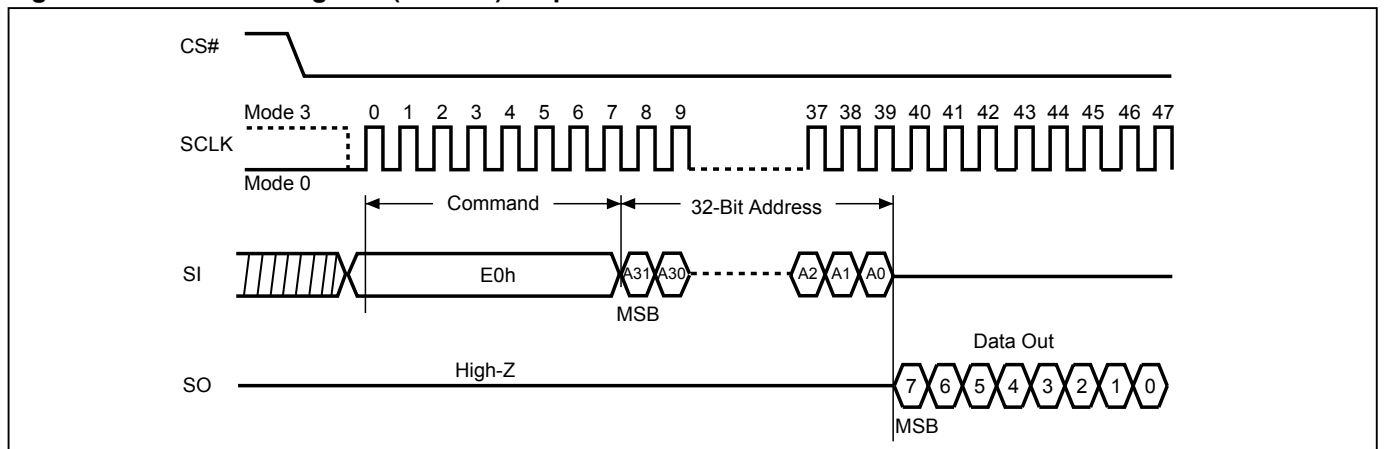 CS#
Mode 3
0 1 2 3 4 5 6 7 8 9 37 38 39 40 41 42 43 44 45 46 47
SCLK
Mode 0
Command 32-Bit Address
SI E0h A31 A30 A2 A1 A0
MSB
Data Out
High-Z
SO 7 6 5 4 3 2 1 0
MSB